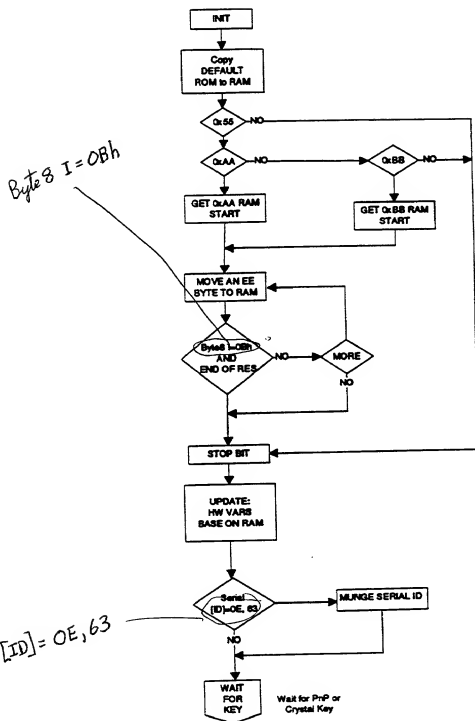 INIT
Copy
DEFAULT
ROM to RAM
0x55
NO
0xAA
NO
0xBB
NO
Byte 8 I=0Bh
GET 0xAA RAM
START
GET 0xBB RAM
START
MOVE AN EE
BYTE TO RAM
Byte8 I=0Bh
AND
END OF RES
NO
MORE
NO
STOP BIT
UPDATE:
HW VARS
BASE ON RAM
Serial
[ID]=0E, 63
MUNGE SERIAL ID
[ID]= OE, 63
NO
WAIT
FOR
KEY
Wait for PnP or
Crystal Key